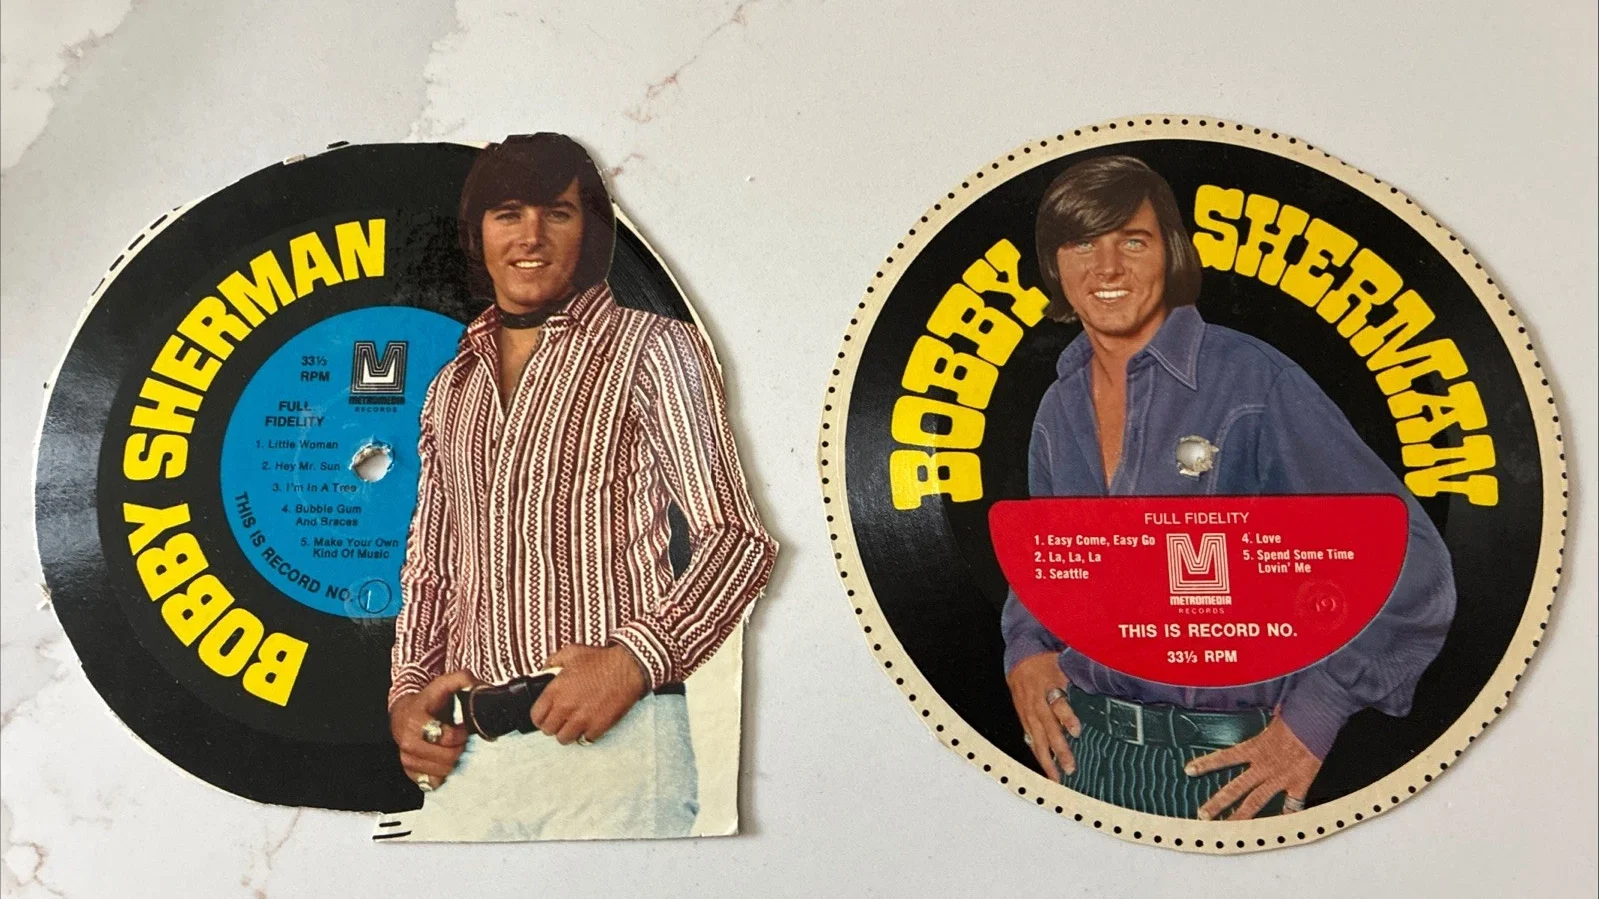 BOBBY SHERMAN
33⅓
RPM
METROMEDIA
RECORDS
FULL
FIDELITY
1. Little Woman
2. Hey Mr. Sun
3. I'm In A Tree
4. Bubble Gum
And Braces
5. Make Your Own
Kind Of Music
THIS IS RECORD NO. 1
BOBBY SHERMAN
FULL FIDELITY
1. Easy Come, Easy Go
2. La, La, La
3. Seattle
4. Love
5. Spend Some Time
Lovin' Me
METROMEDIA
RECORDS
THIS IS RECORD NO.
33⅓ RPM